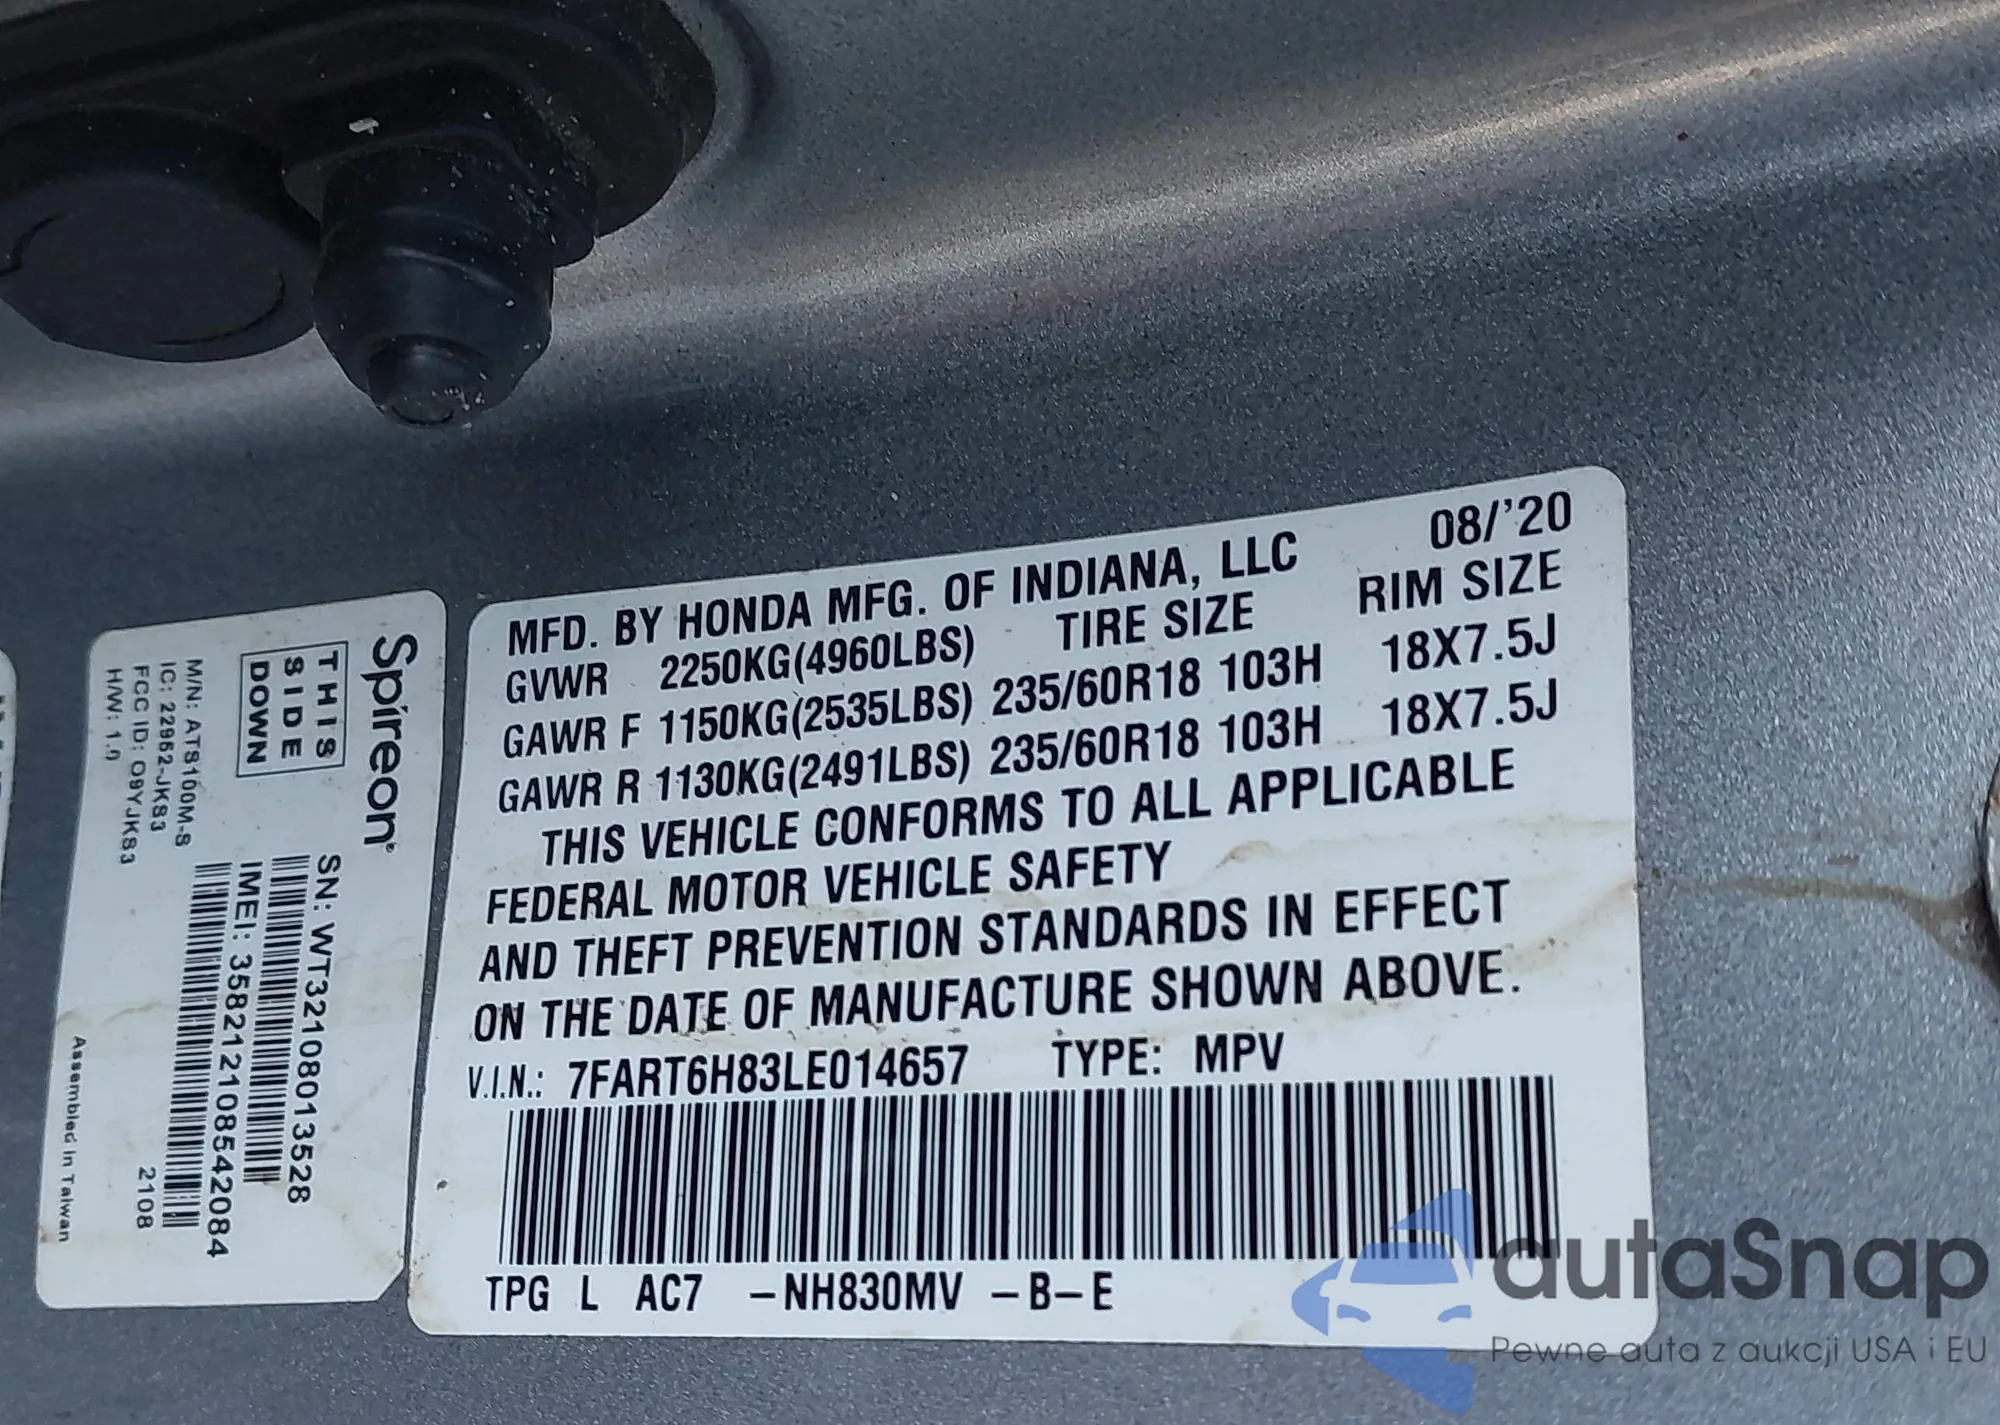 Spireon
THIS
SIDE
DOWN
M/N: ATS100M-S
IC: 22952-JK83
FCC ID: O9YJK83
H/W: 1.0
SN: WT321080013528
IMEI: 358212108542084
2108
Assembled in Taiwan
MFD. BY HONDA MFG. OF INDIANA, LLC 08/'20
GVWR 2250KG(4960LBS) TIRE SIZE RIM SIZE
GAWR F 1150KG(2535LBS) 235/60R18 103H 18X7.5J
GAWR R 1130KG(2491LBS) 235/60R18 103H 18X7.5J
THIS VEHICLE CONFORMS TO ALL APPLICABLE
FEDERAL MOTOR VEHICLE SAFETY
AND THEFT PREVENTION STANDARDS IN EFFECT
ON THE DATE OF MANUFACTURE SHOWN ABOVE.
V.I.N.: 7FART6H83LE014657 TYPE: MPV
TPG L AC7 -NH830MV -B-E
autaSnap
Pewne auta z aukcji USA i EU